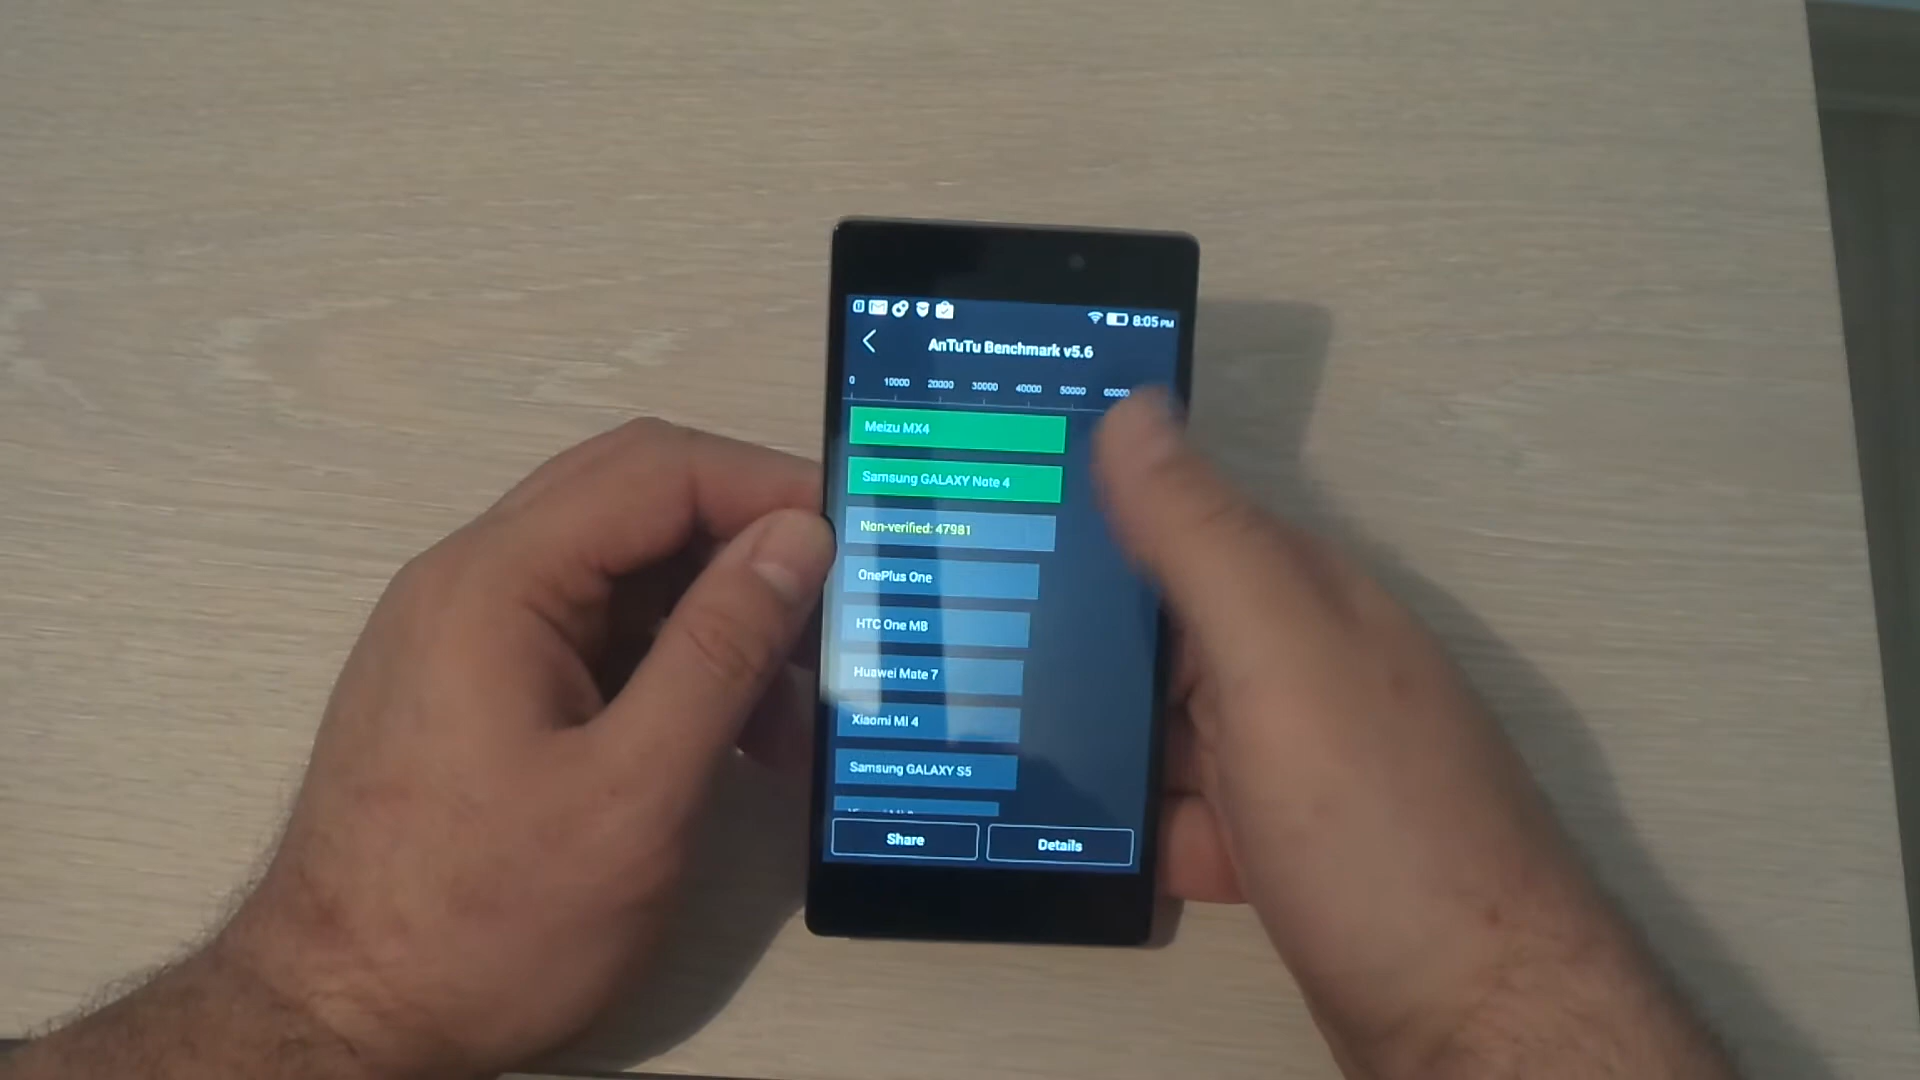 8:05 PM
AnTuTu Benchmark v5.6
0 10000 20000 30000 40000 50000 60000
Meizu MX4
Samsung GALAXY Note 4
Non-verified: 47981
OnePlus One
HTC One M8
Huawei Mate 7
Xiaomi MI 4
Samsung GALAXY S5
Share Details